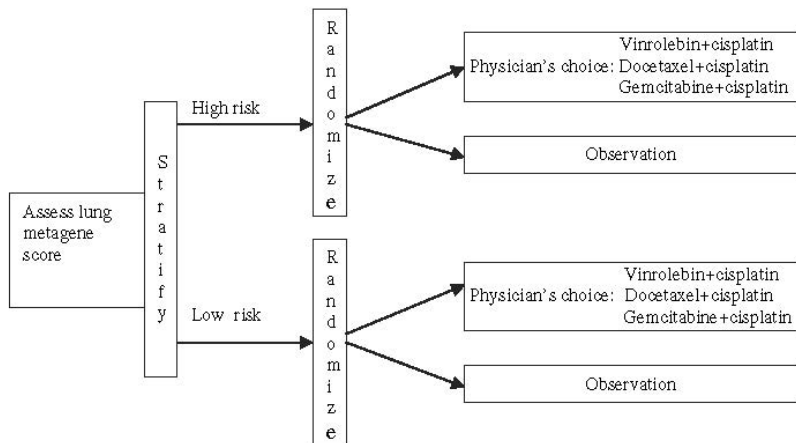 Assess lung
metagene
score
Stratify
High risk
Low risk
Randomize
Vinrolebin+cisplatin
Physician's choice: Docetaxel+cisplatin
Gemcitabine+cisplatin
Observation
Randomize
Vinrolebin+cisplatin
Physician's choice: Docetaxel+cisplatin
Gemcitabine+cisplatin
Observation